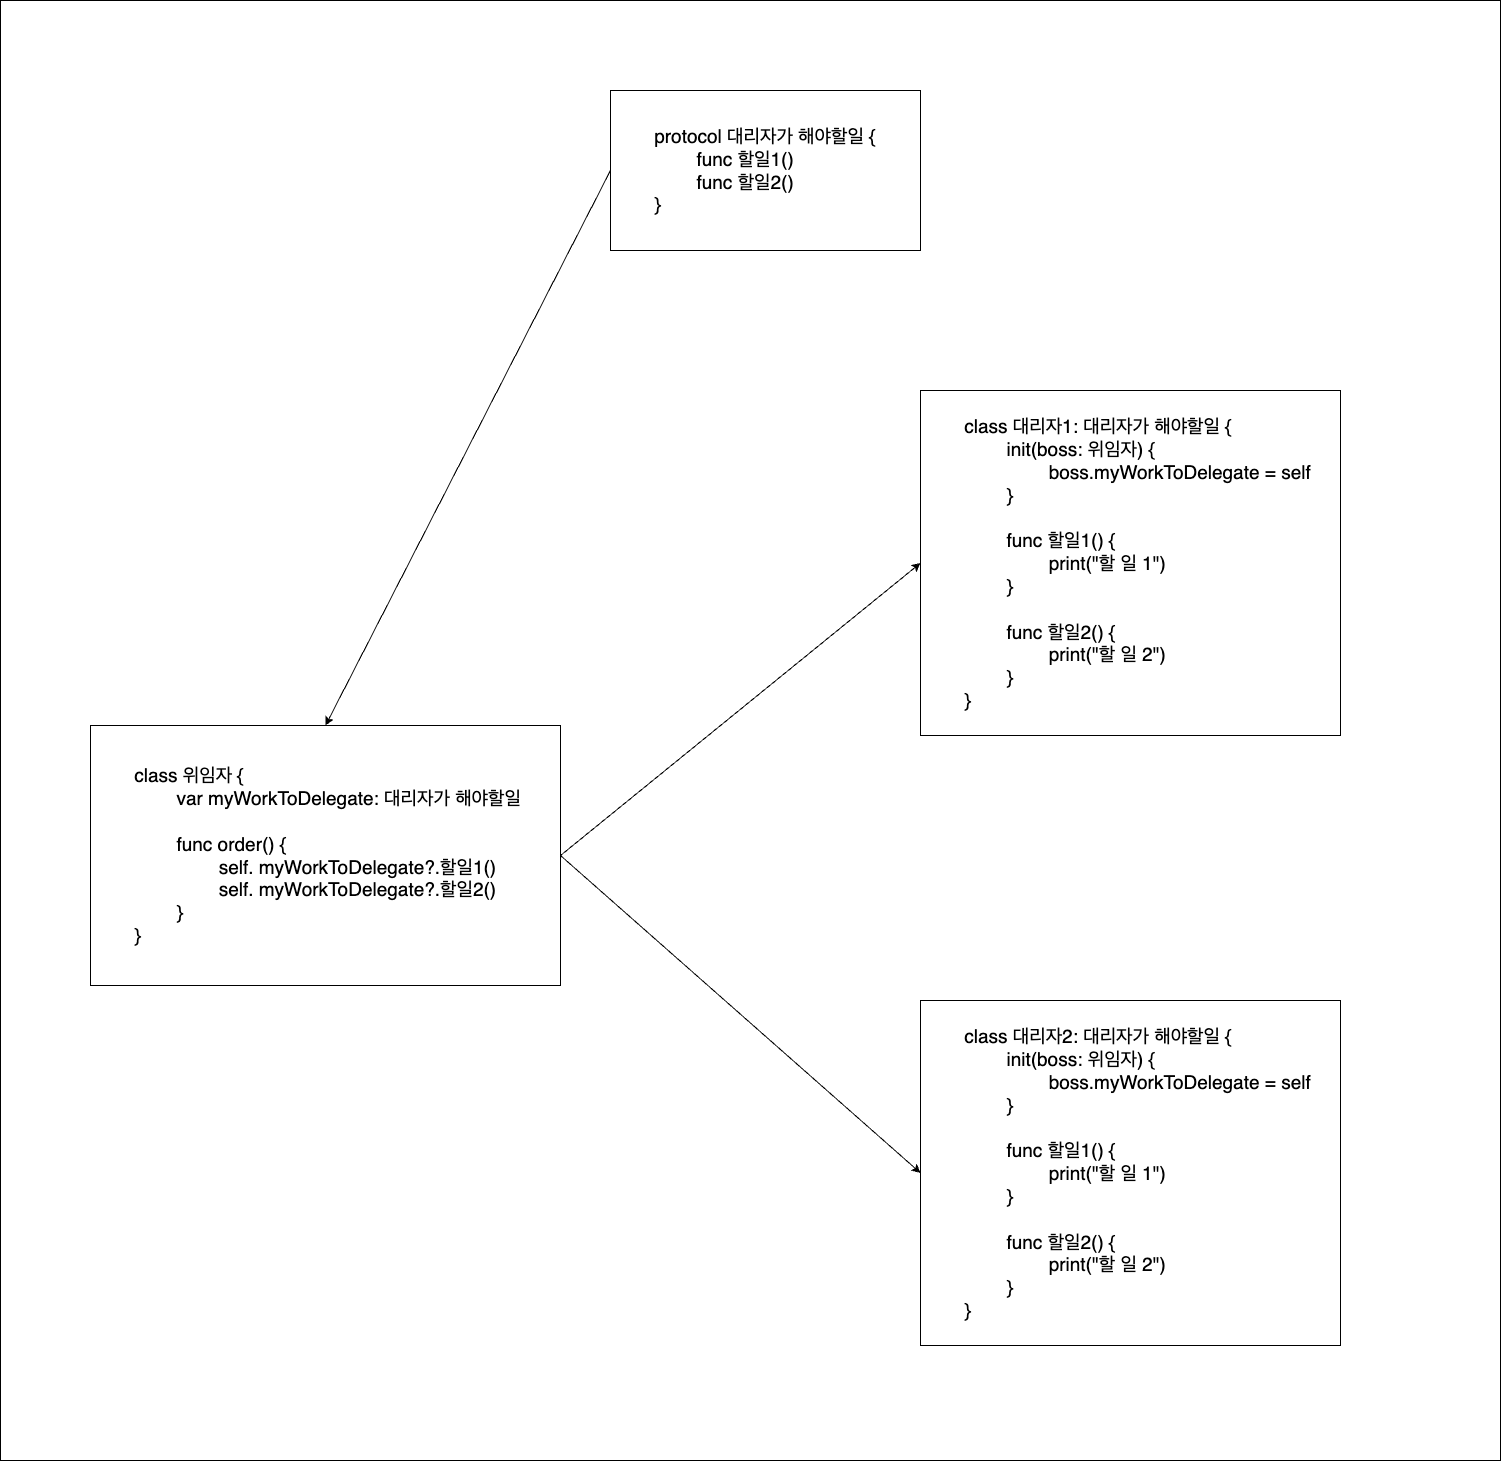 protocol 대리자가 해야할일 {
func 할일1()
func 할일2()
}
class 위임자 {
var myWorkToDelegate: 대리자가 해야할일
func order() {
self. myWorkToDelegate?.할일1()
self. myWorkToDelegate?.할일2()
}
}
class 대리자1: 대리자가 해야할일 {
init(boss: 위임자) {
boss.myWorkToDelegate = self
}
func 할일1() {
print("할 일 1")
}
func 할일2() {
print("할 일 2")
}
}
class 대리자2: 대리자가 해야할일 {
init(boss: 위임자) {
boss.myWorkToDelegate = self
}
func 할일1() {
print("할 일 1")
}
func 할일2() {
print("할 일 2")
}
}